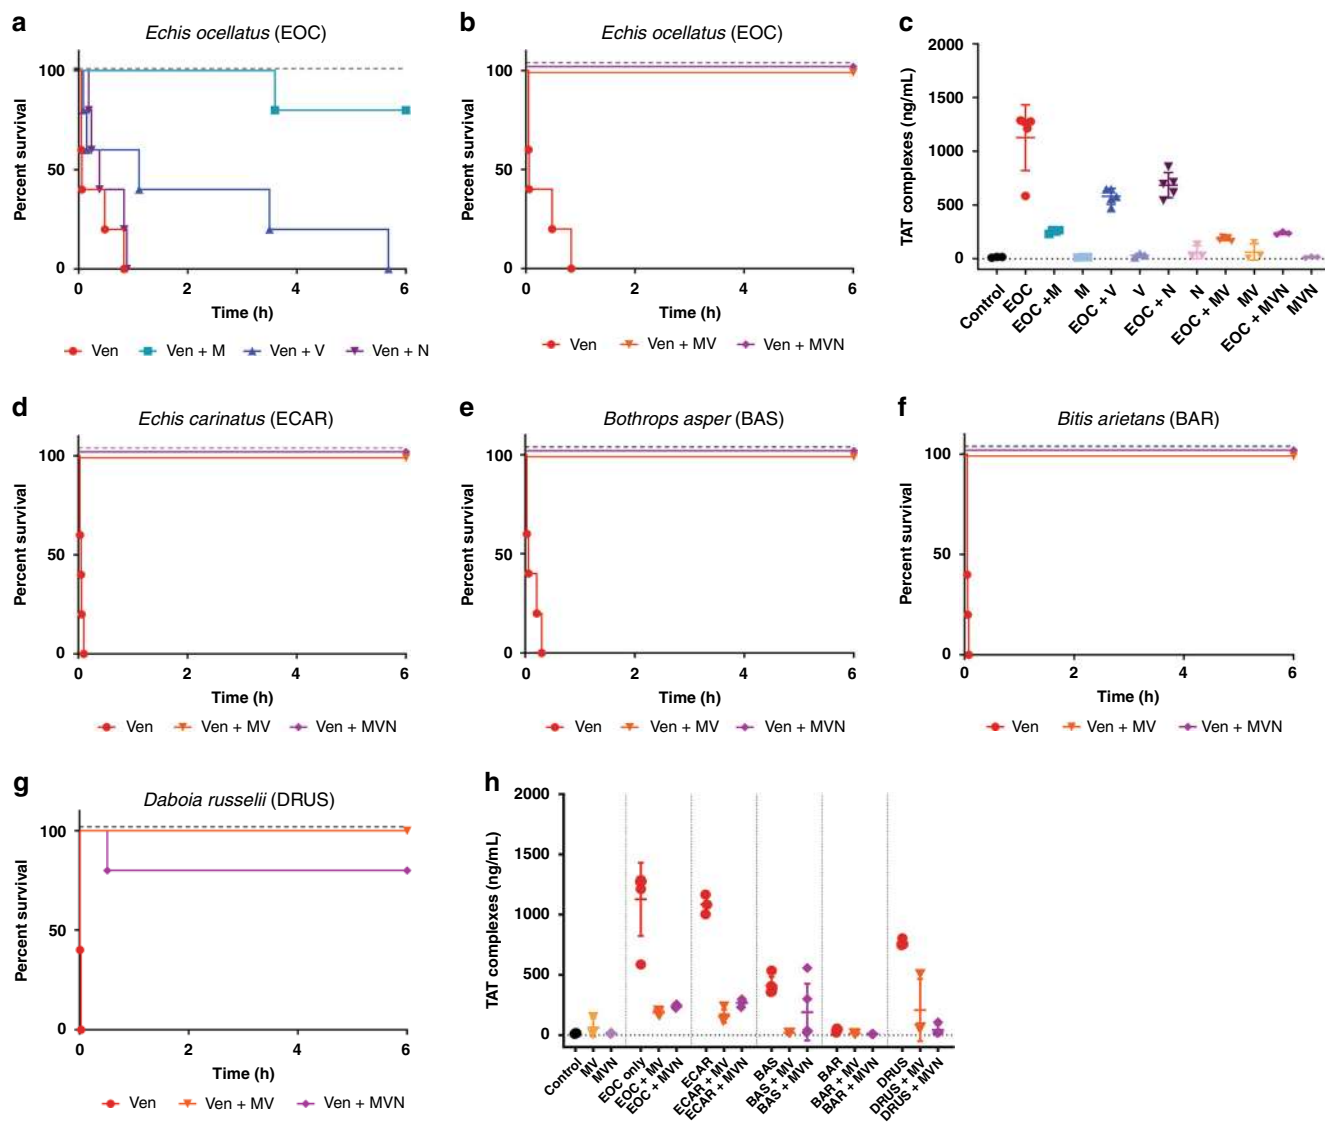 a
Echis ocellatus (EOC)
Percent survival
100
50
0
0 2 4 6
Time (h)
Ven Ven + M Ven + V Ven + N
b
Echis ocellatus (EOC)
Percent survival
100
50
0
0 2 4 6
Time (h)
Ven Ven + MV Ven + MVN
c
TAT complexes (ng/mL)
2000
1500
1000
500
0
Control EOC EOC +M M EOC + V V EOC + N N EOC + MV MV EOC + MVN MVN
d
Echis carinatus (ECAR)
Percent survival
100
50
0
0 2 4 6
Time (h)
Ven Ven + MV Ven + MVN
e
Bothrops asper (BAS)
Percent survival
100
50
0
0 2 4 6
Time (h)
Ven Ven + MV Ven + MVN
f
Bitis arietans (BAR)
Percent survival
100
50
0
0 2 4 6
Time (h)
Ven Ven + MV Ven + MVN
g
Daboia russelii (DRUS)
Percent survival
100
50
0
0 2 4 6
Time (h)
Ven Ven + MV Ven + MVN
h
TAT complexes (ng/mL)
2000
1500
1000
500
0
Control MV MVN EOC only EOC + MV EOC + MVN ECAR ECAR + MV ECAR + MVN BAS BAS + MV BAS + MVN BAR BAR + MV BAR + MVN DRUS DRUS + MV DRUS + MVN